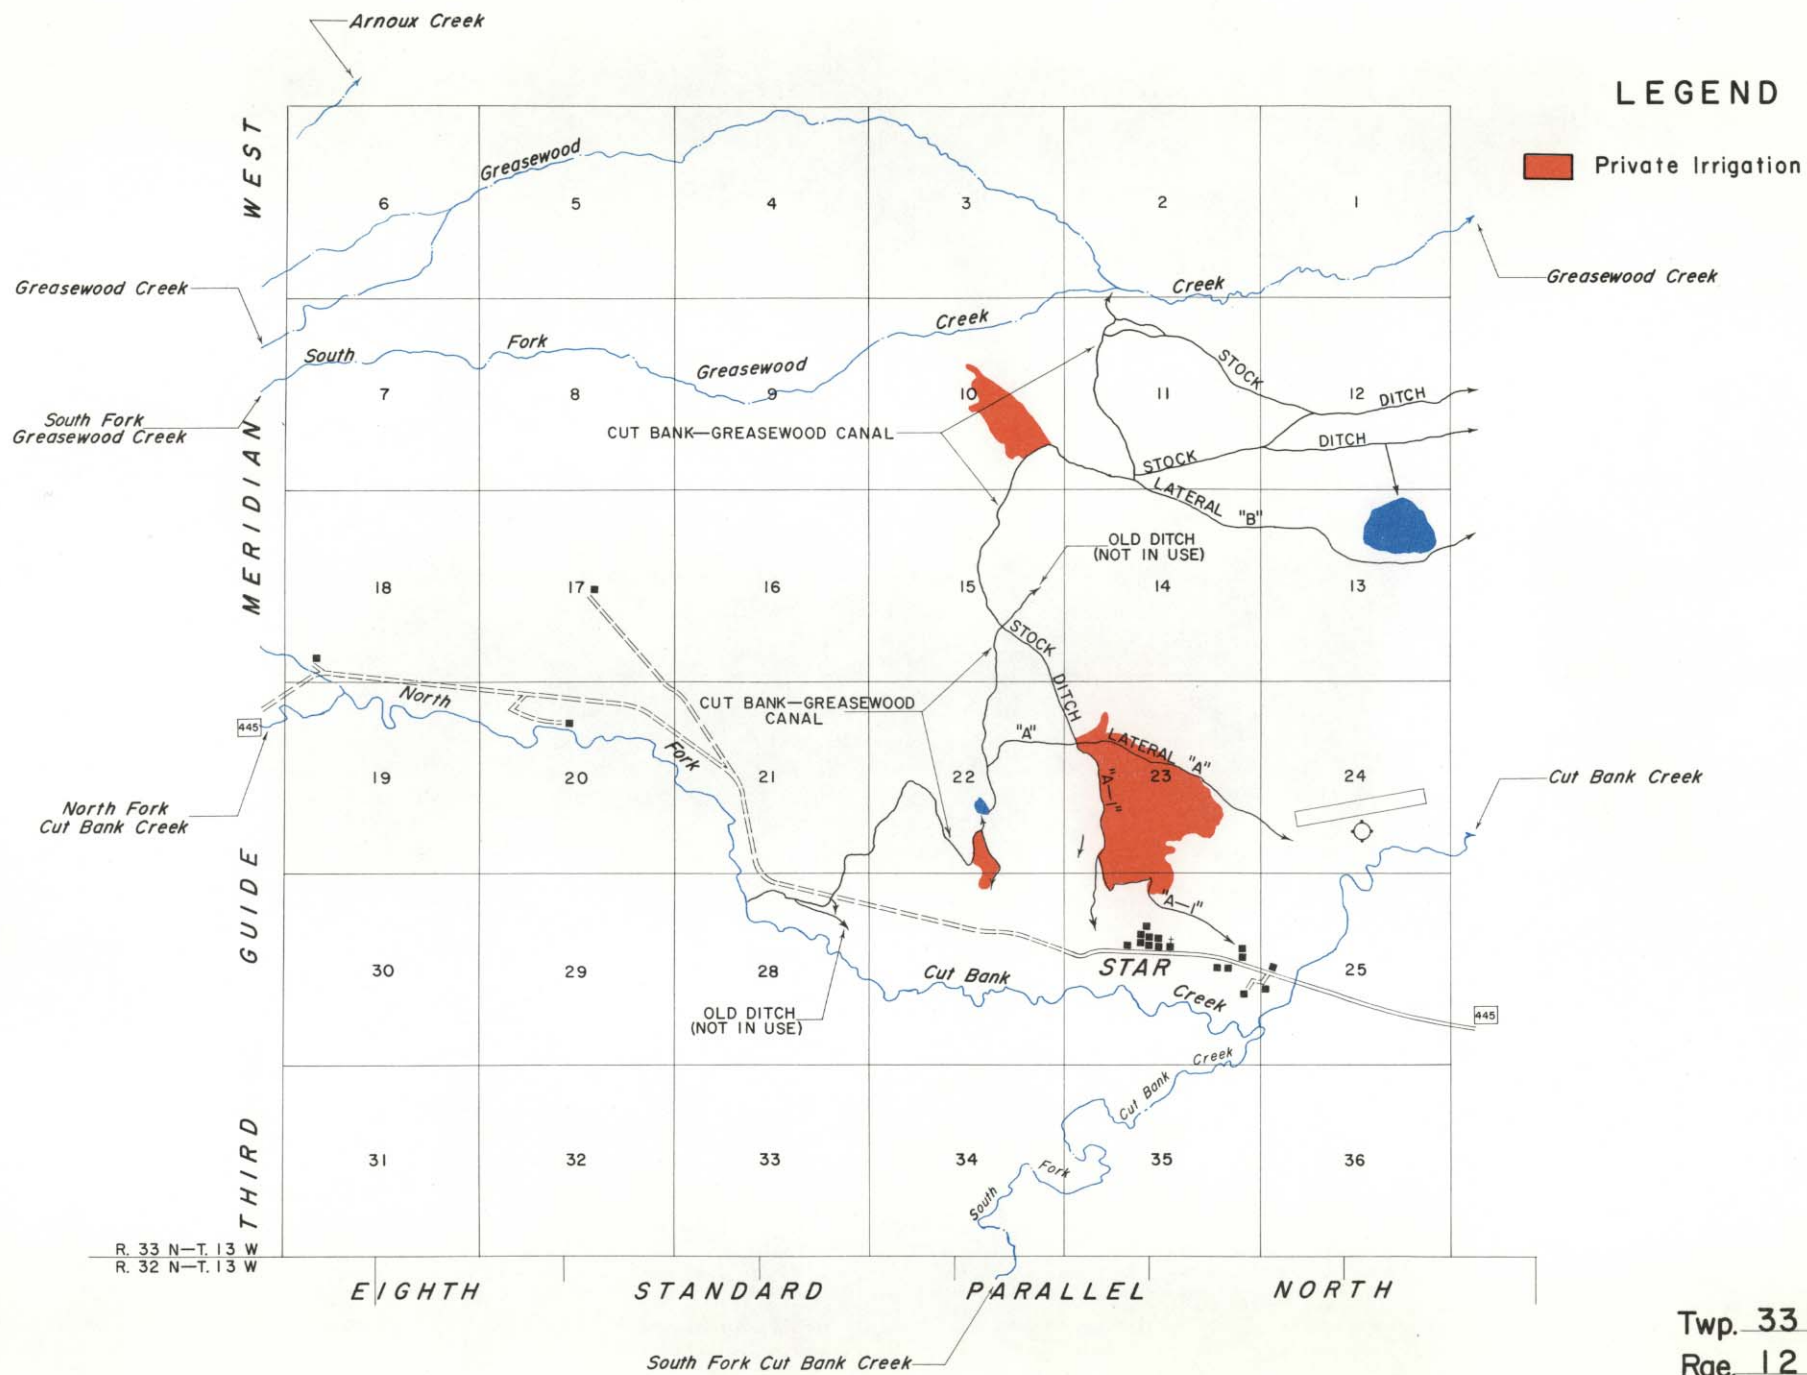 Arnoux Creek
LEGEND
Private Irrigation
WEST
Greasewood
6
5
4
3
2
1
Greasewood Creek
Creek
Greasewood Creek
South
Fork
Creek
Greasewood
STOCK
7
8
9
10
11
12
DITCH
South Fork
Greasewood Creek
CUT BANK—GREASEWOOD CANAL
DITCH
STOCK
MERIDIAN
LATERAL "B"
OLD DITCH
(NOT IN USE)
18
17
16
15
14
13
STOCK
DITCH
North
CUT BANK—GREASEWOOD
CANAL
445
"A"
LATERAL "A"
Fork
19
20
21
22
"A—1"
23
24
Cut Bank Creek
North Fork
Cut Bank Creek
GUIDE
"A—1"
30
29
28
Cut Bank
STAR
25
Creek
OLD DITCH
(NOT IN USE)
445
Creek
Cut Bank
THIRD
31
32
33
34
Fork
35
36
South
R. 33 N—T. 13 W
R. 32 N—T. 13 W
EIGHTH STANDARD PARALLEL NORTH
Twp. 33
Rge. 12
South Fork Cut Bank Creek